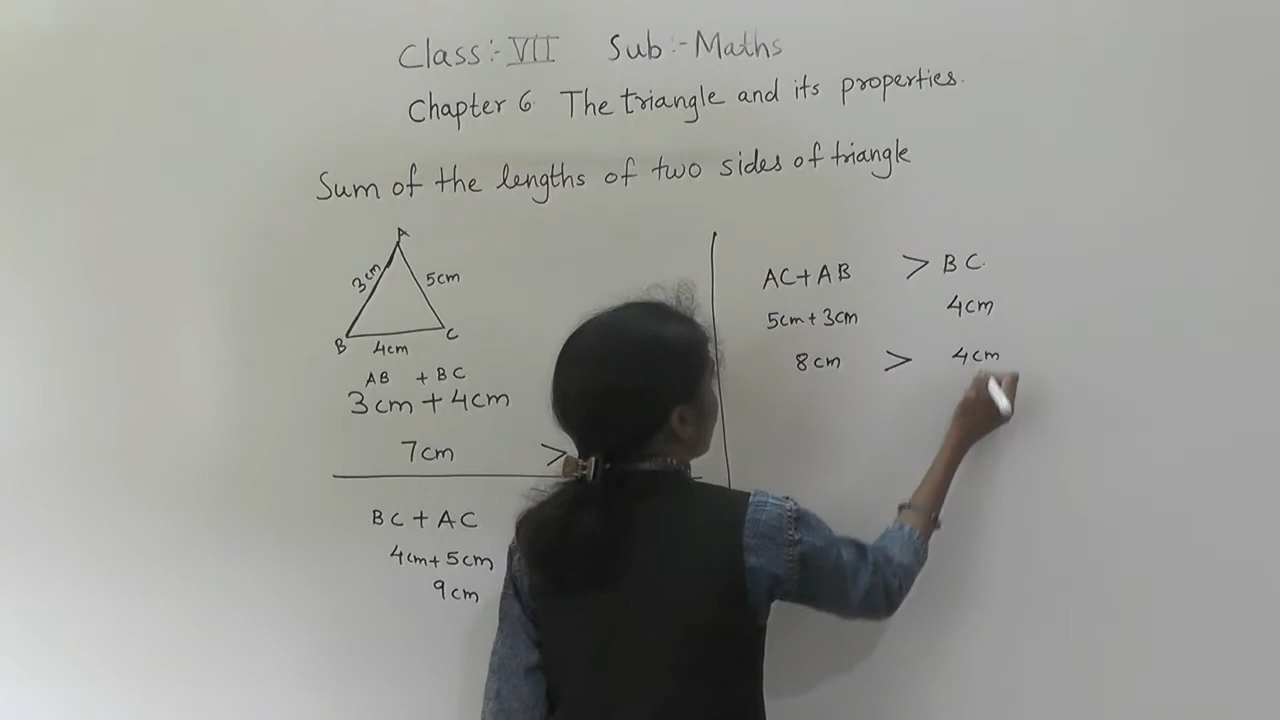 Class:- VII Sub:- Maths
Chapter 6 The triangle and its properties.
Sum of the lengths of two sides of triangle
A
3cm 5cm
B C
4cm
AB + BC
3cm + 4cm
7cm >
BC + AC
4cm + 5cm
9cm
AC + AB > BC.
5cm + 3cm 4cm
8cm > 4cm